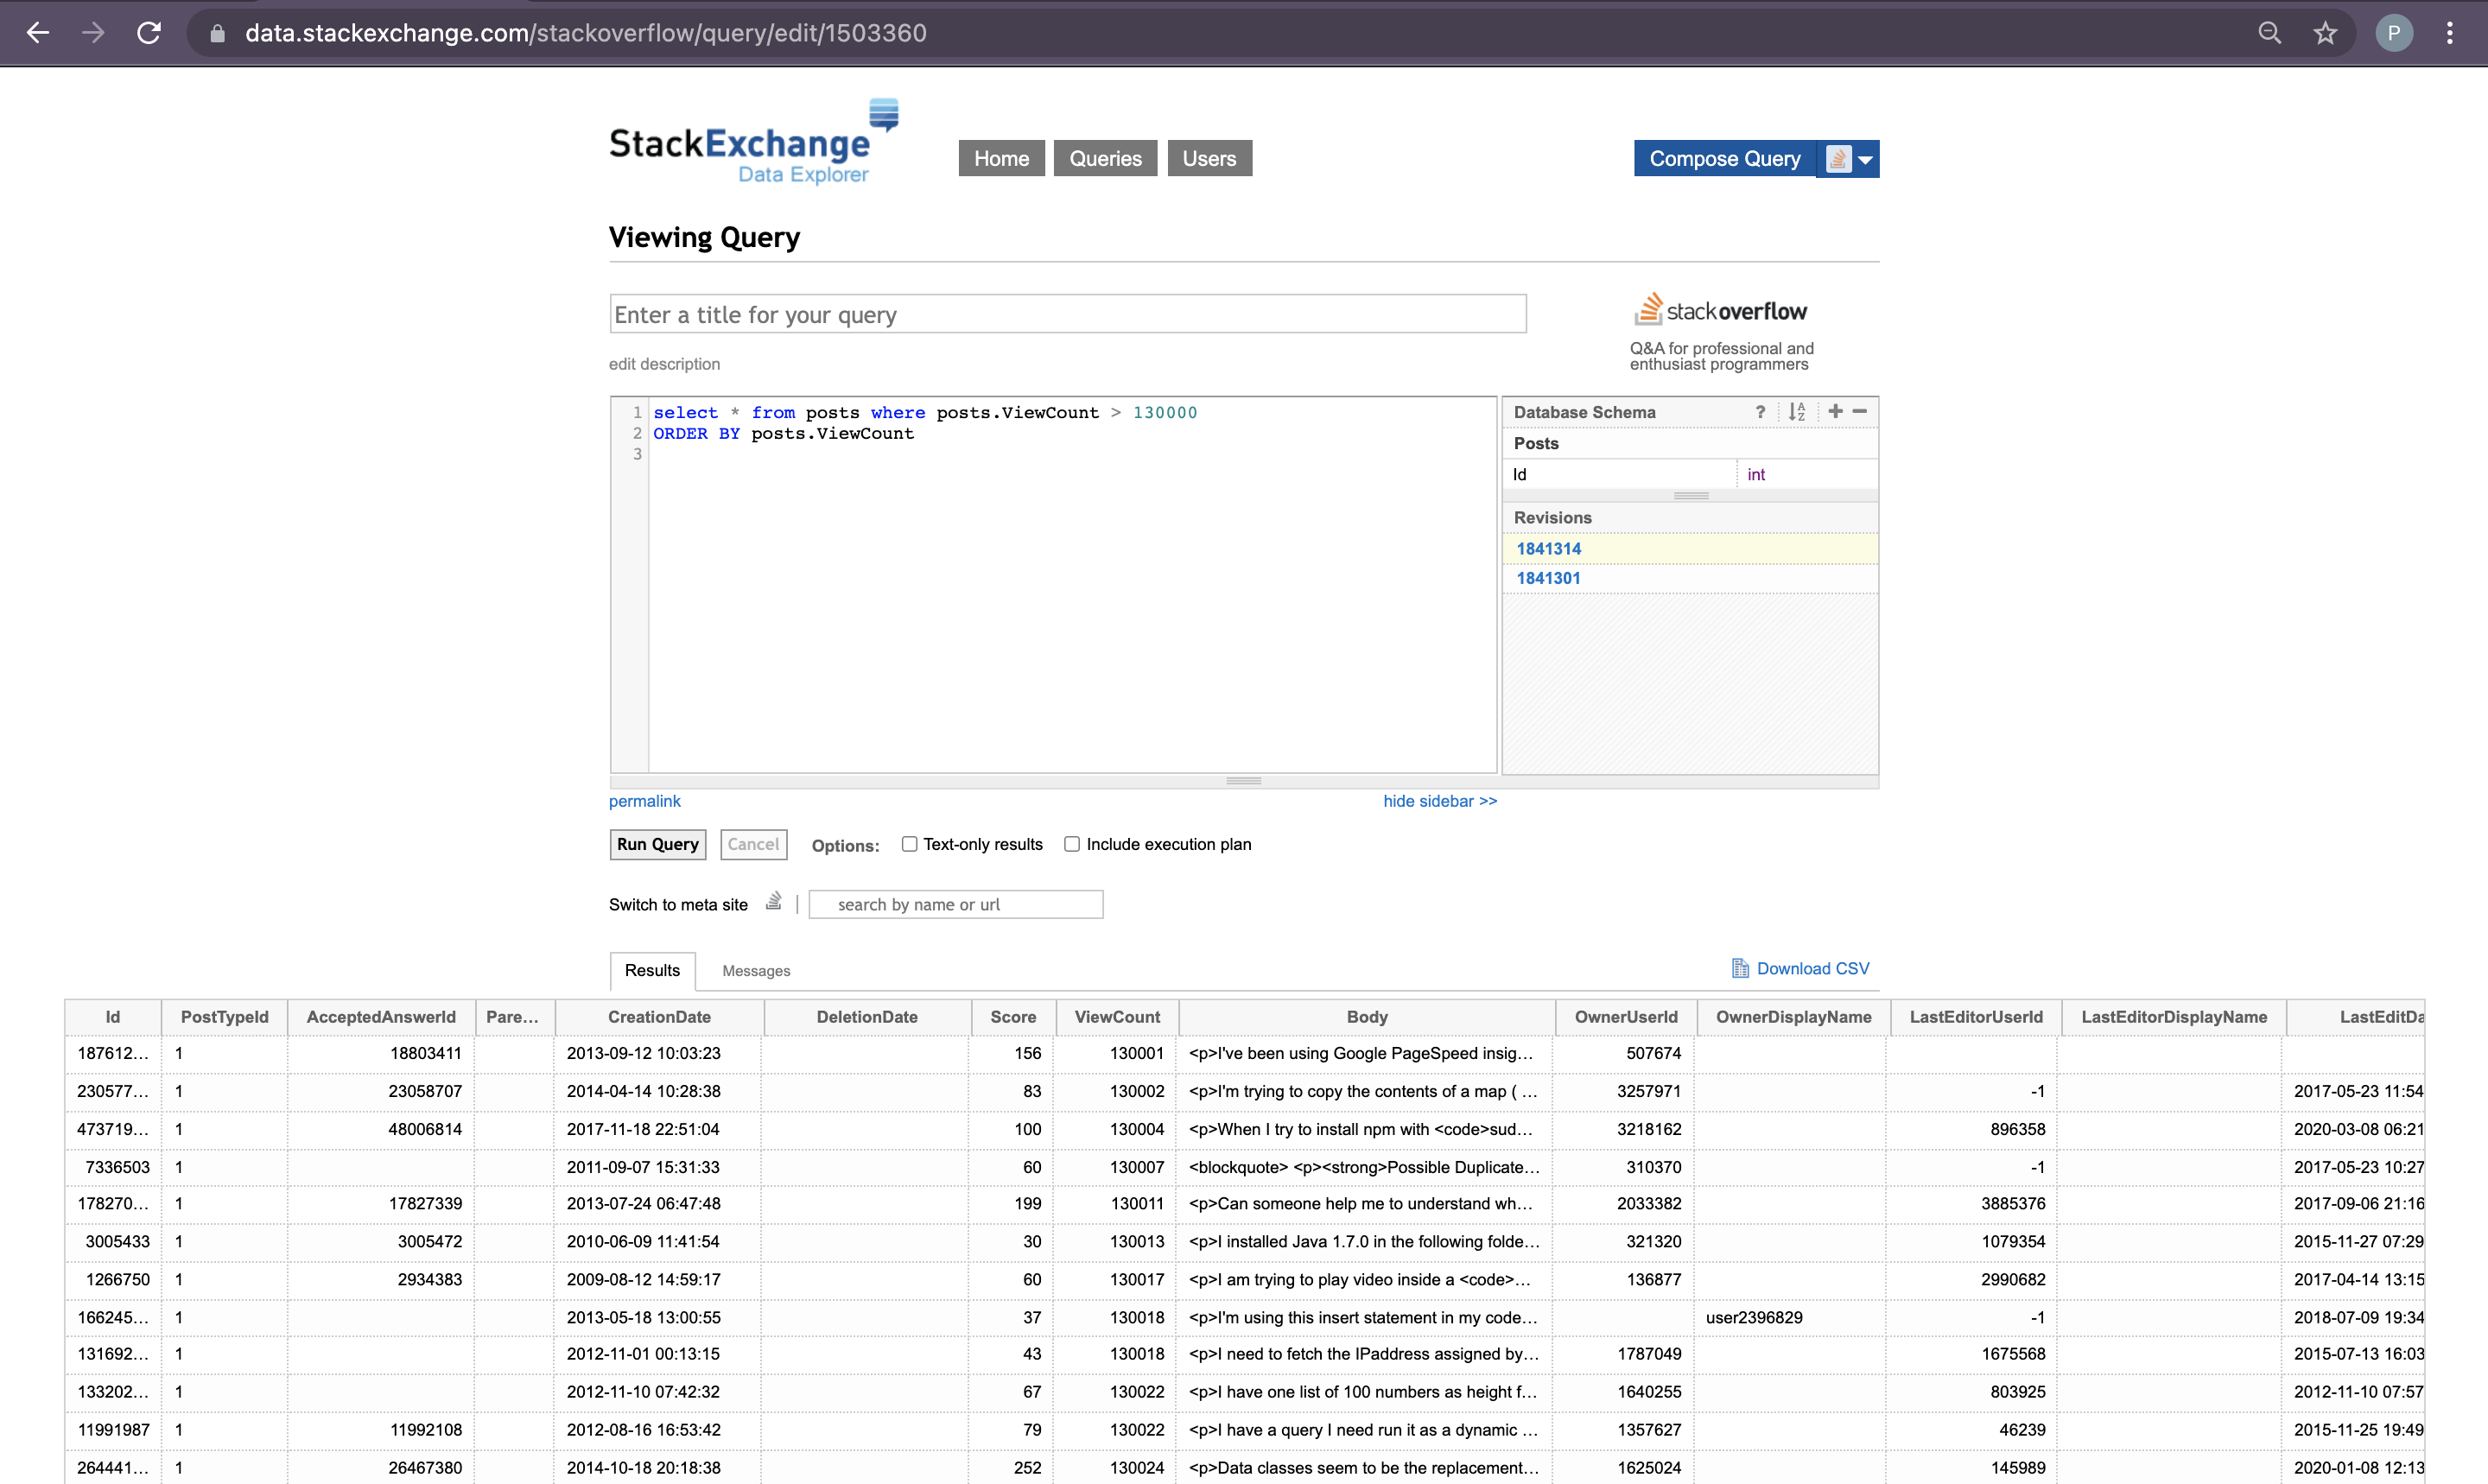 data.stackexchange.com/stackoverflow/query/edit/1503360
P
StackExchange
Data Explorer
Home
Queries
Users
Compose Query
Viewing Query
Enter a title for your query
stackoverflow
Q&A for professional and
enthusiast programmers
edit description
1 select * from posts where posts.ViewCount > 130000
2 ORDER BY posts.ViewCount
3
Database Schema ? A Z
Posts
Id int
Revisions
1841314
1841301
permalink
hide sidebar >>
Run Query
Cancel
Options:
Text-only results
Include execution plan
Switch to meta site | search by name or url
Results
Messages
Download CSV
Id PostTypeId AcceptedAnswerId Pare... CreationDate DeletionDate Score ViewCount Body OwnerUserId OwnerDisplayName LastEditorUserId LastEditorDisplayName LastEditDa
187612... 1 18803411 2013-09-12 10:03:23 156 130001 <p>I've been using Google PageSpeed insig... 507674
230577... 1 23058707 2014-04-14 10:28:38 83 130002 <p>I'm trying to copy the contents of a map ( ... 3257971 -1 2017-05-23 11:54
473719... 1 48006814 2017-11-18 22:51:04 100 130004 <p>When I try to install npm with <code>sud... 3218162 896358 2020-03-08 06:21
7336503 1 2011-09-07 15:31:33 60 130007 <blockquote> <p><strong>Possible Duplicate... 310370 -1 2017-05-23 10:27
178270... 1 17827339 2013-07-24 06:47:48 199 130011 <p>Can someone help me to understand wh... 2033382 3885376 2017-09-06 21:16
3005433 1 3005472 2010-06-09 11:41:54 30 130013 <p>I installed Java 1.7.0 in the following folde... 321320 1079354 2015-11-27 07:29
1266750 1 2934383 2009-08-12 14:59:17 60 130017 <p>I am trying to play video inside a <code>... 136877 2990682 2017-04-14 13:15
166245... 1 2013-05-18 13:00:55 37 130018 <p>I'm using this insert statement in my code... user2396829 -1 2018-07-09 19:34
131692... 1 2012-11-01 00:13:15 43 130018 <p>I need to fetch the IPaddress assigned by... 1787049 1675568 2015-07-13 16:03
133202... 1 2012-11-10 07:42:32 67 130022 <p>I have one list of 100 numbers as height f... 1640255 803925 2012-11-10 07:57
11991987 1 11992108 2012-08-16 16:53:42 79 130022 <p>I have a query I need run it as a dynamic ... 1357627 46239 2015-11-25 19:49
264441... 1 26467380 2014-10-18 20:18:38 252 130024 <p>Data classes seem to be the replacement... 1625024 145989 2020-01-08 12:13